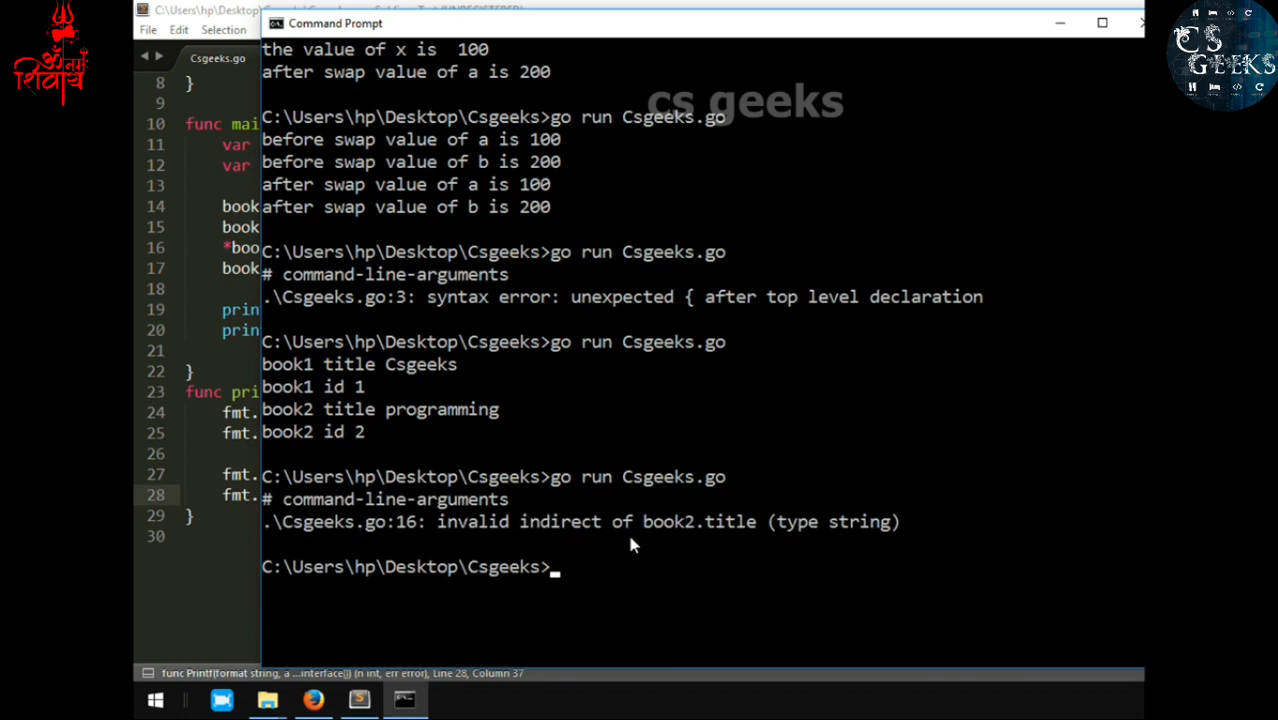 ॐ नमः
शिवाय
C:\Users\hp\Desktop\C
File Edit Selection
Csgeeks.go
8 }
9
10 func mai
11 var
12 var
13
14 book
15 book
16 *boo
17 book
18
19 prin
20 prin
21
22 }
23 func pri
24 fmt.
25 fmt.
26
27 fmt.
28 fmt.
29 }
30
Command Prompt
the value of x is  100
after swap value of a is 200
cs geeks
C:\Users\hp\Desktop\Csgeeks>go run Csgeeks.go
before swap value of a is 100
before swap value of b is 200
after swap value of a is 100
after swap value of b is 200
C:\Users\hp\Desktop\Csgeeks>go run Csgeeks.go
# command-line-arguments
.\Csgeeks.go:3: syntax error: unexpected { after top level declaration
C:\Users\hp\Desktop\Csgeeks>go run Csgeeks.go
book1 title Csgeeks
book1 id 1
book2 title programming
book2 id 2
C:\Users\hp\Desktop\Csgeeks>go run Csgeeks.go
# command-line-arguments
.\Csgeeks.go:16: invalid indirect of book2.title (type string)
C:\Users\hp\Desktop\Csgeeks>
func Printf(format string, a ...interface{}) (n int, err error), Line 28, Column 37
CS
GEEKS